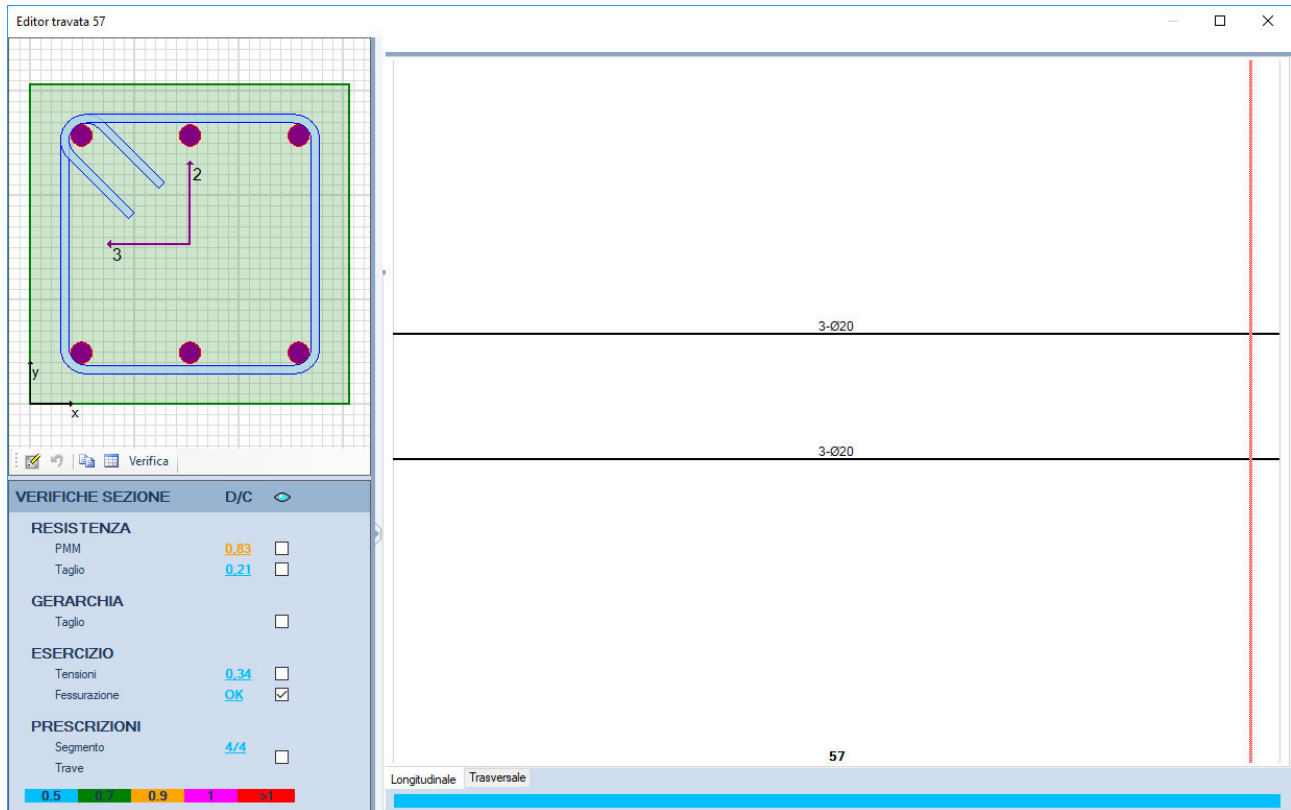 Editor travata 57
2
3
y
x
Verifica
VERIFICHE SEZIONE D/C
RESISTENZA
PMM 0,83
Taglio 0,21
GERARCHIA
Taglio
ESERCIZIO
Tensioni 0,34
Fessurazione OK
PRESCRIZIONI
Segmento 4/4
Trave
0.5 0.7 0.9 1 >1
3-Ø20
3-Ø20
57
Longitudinale Trasversale